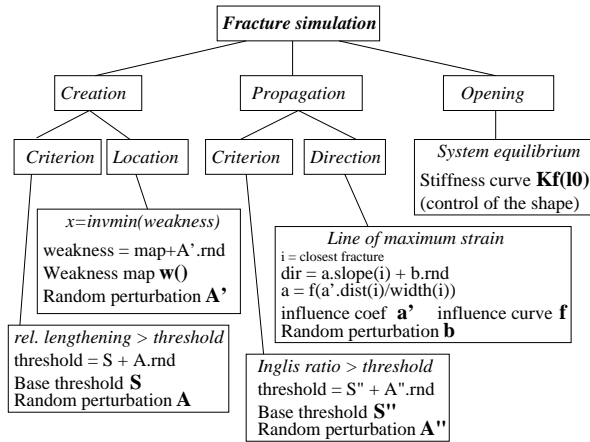 Fracture simulation
Creation
Propagation
Opening
Criterion
Location
Criterion
Direction
System equilibrium
Stiffness curve Kf(l0)
(control of the shape)
x=invmin(weakness)
weakness = map+A'.rnd
Weakness map w()
Random perturbation A'
Line of maximum strain
i = closest fracture
dir = a.slope(i) + b.rnd
a = f(a'.dist(i)/width(i))
influence coef a' influence curve f
Random perturbation b
rel. lengthening > threshold
threshold = S + A.rnd
Base threshold S
Random perturbation A
Inglis ratio > threshold
threshold = S" + A".rnd
Base threshold S"
Random perturbation A"